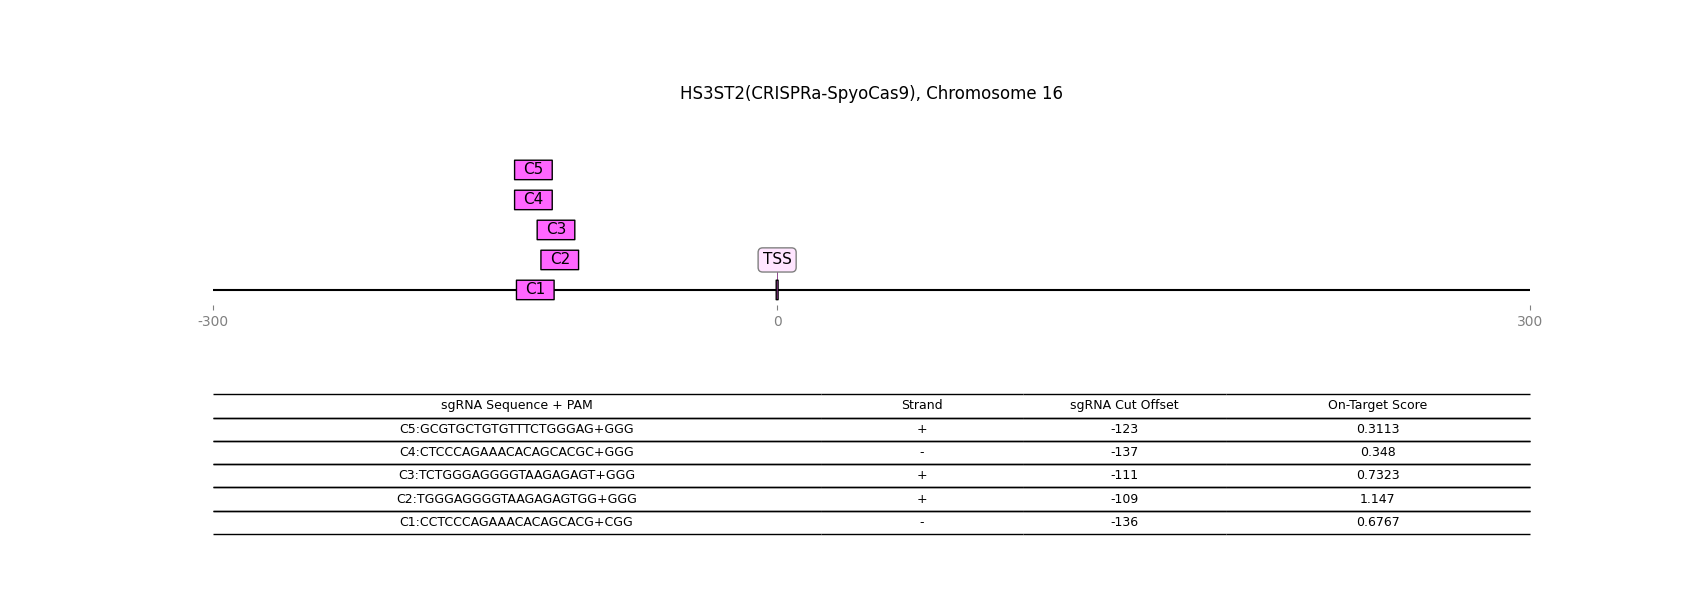 HS3ST2(CRISPRa-SpyoCas9), Chromosome 16
C5
C4
C3
C2
TSS
C1
-300 0 300
sgRNA Sequence + PAM Strand sgRNA Cut Offset On-Target Score
C5:GCGTGCTGTGTTTCTGGGAG+GGG + -123 0.3113
C4:CTCCCAGAAACACAGCACGC+GGG - -137 0.348
C3:TCTGGGAGGGGTAAGAGAGT+GGG + -111 0.7323
C2:TGGGAGGGGTAAGAGAGTGG+GGG + -109 1.147
C1:CCTCCCAGAAACACAGCACG+CGG - -136 0.6767